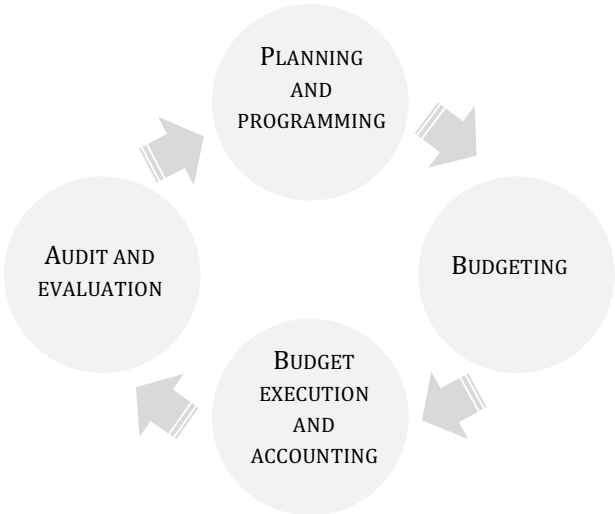 PLANNING
AND
PROGRAMMING
AUDIT AND
EVALUATION
BUDGETING
BUDGET
EXECUTION
AND
ACCOUNTING